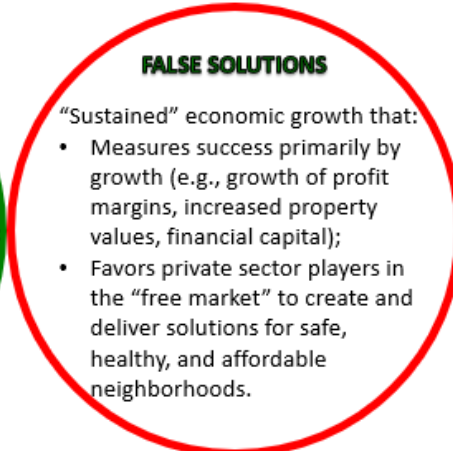 FALSE SOLUTIONS
“Sustained” economic growth that:
• Measures success primarily by
growth (e.g., growth of profit
margins, increased property
values, financial capital);
• Favors private sector players in
the “free market” to create and
deliver solutions for safe,
healthy, and affordable
neighborhoods.